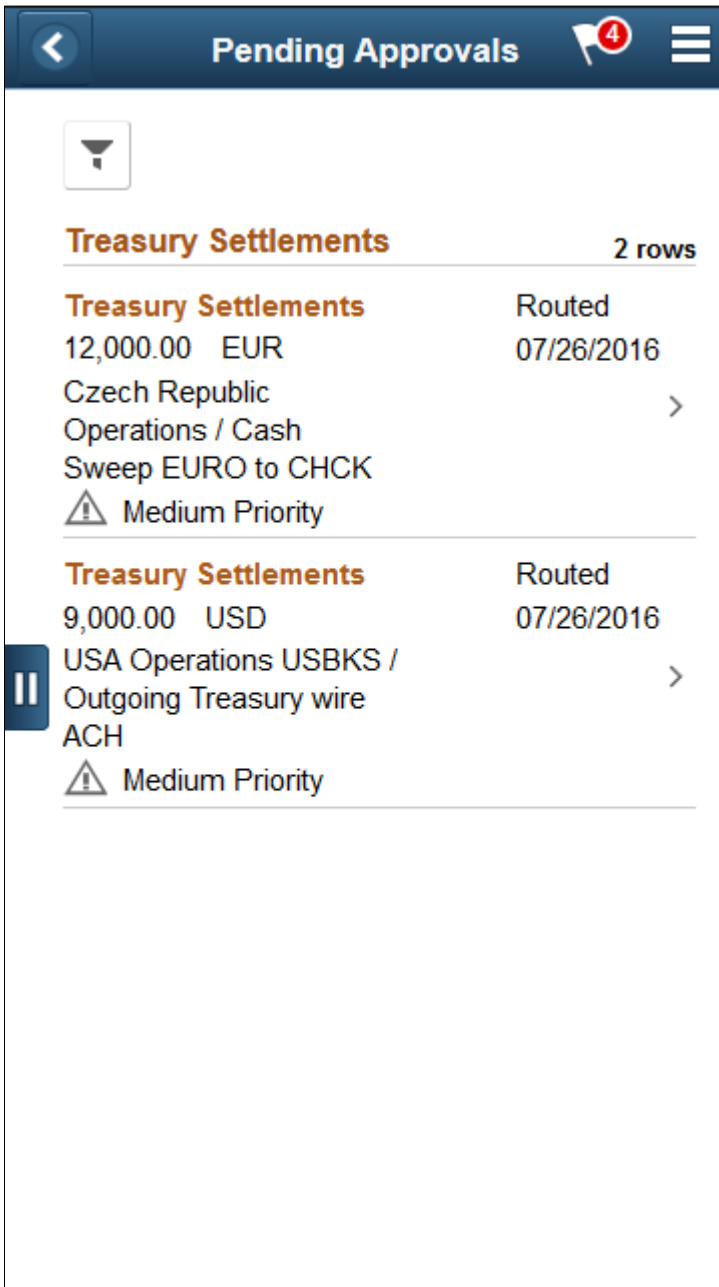 Pending Approvals 4
Treasury Settlements 2 rows
Treasury Settlements Routed
12,000.00 EUR 07/26/2016
Czech Republic
Operations / Cash
Sweep EURO to CHCK
Medium Priority
Treasury Settlements Routed
9,000.00 USD 07/26/2016
USA Operations USBKS /
Outgoing Treasury wire
ACH
Medium Priority